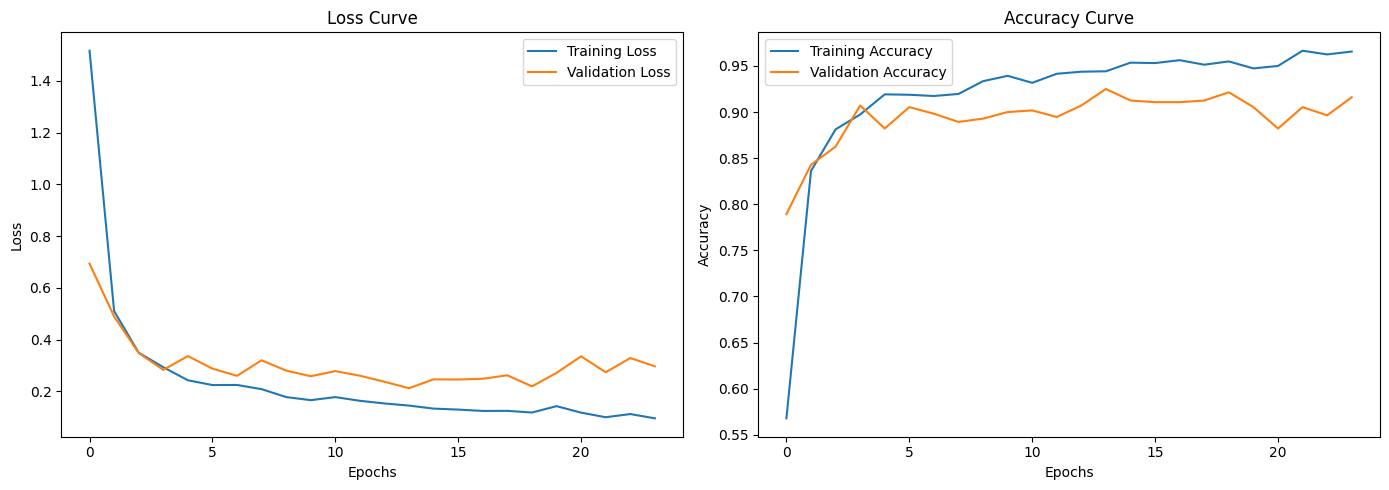 Loss Curve
Training Loss
Validation Loss
1.4
1.2
1.0
0.8
0.6
0.4
0.2
Loss
0
5
10
15
20
Epochs
Accuracy Curve
Training Accuracy
Validation Accuracy
0.95
0.90
0.85
0.80
0.75
0.70
0.65
0.60
0.55
Accuracy
0
5
10
15
20
Epochs